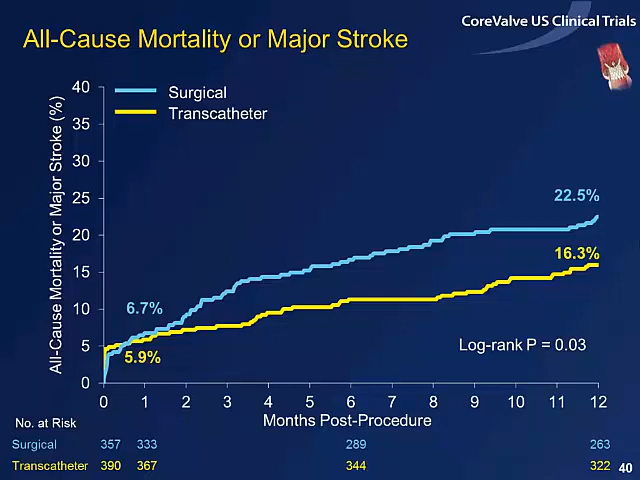 CoreValve US Clinical Trials
All-Cause Mortality or Major Stroke
All-Cause Mortality or Major Stroke (%)
40
35
30
25
20
15
10
5
0
Surgical
Transcatheter
22.5%
16.3%
6.7%
5.9%
Log-rank P = 0.03
0 1 2 3 4 5 6 7 8 9 10 11 12
Months Post-Procedure
No. at Risk
Surgical 357 333 289 263
Transcatheter 390 367 344 322
40